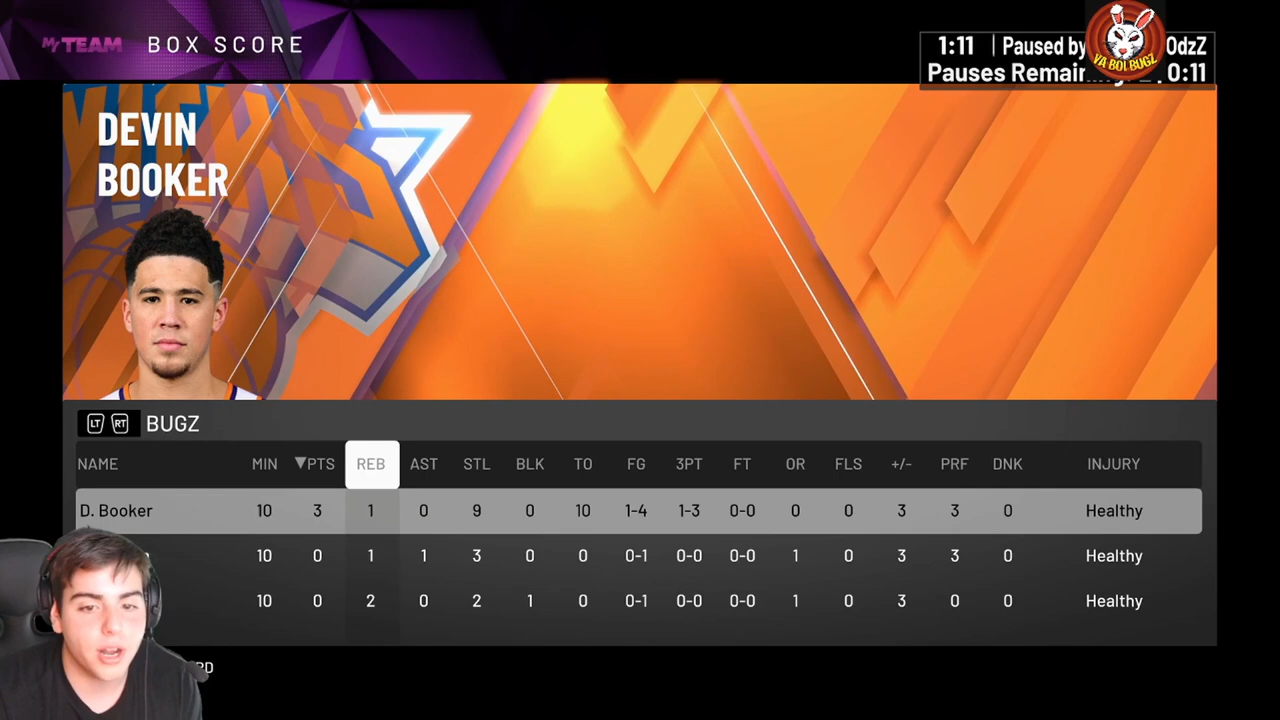 MyTEAM BOX SCORE
1:11 | Paused by 0dzZ
Pauses 0:11
YA BOI BUGZ
DEVIN
BOOKER
LT RT BUGZ
NAME MIN ▼PTS REB AST STL BLK TO FG 3PT FT OR FLS +/- PRF DNK INJURY
D. Booker 10 3 1 0 9 0 10 1-4 1-3 0-0 0 0 3 3 0 Healthy
10 0 1 1 3 0 0 0-1 0-0 0-0 1 0 3 3 0 Healthy
10 0 2 0 2 1 0 0-1 0-0 0-0 1 0 3 0 0 Healthy